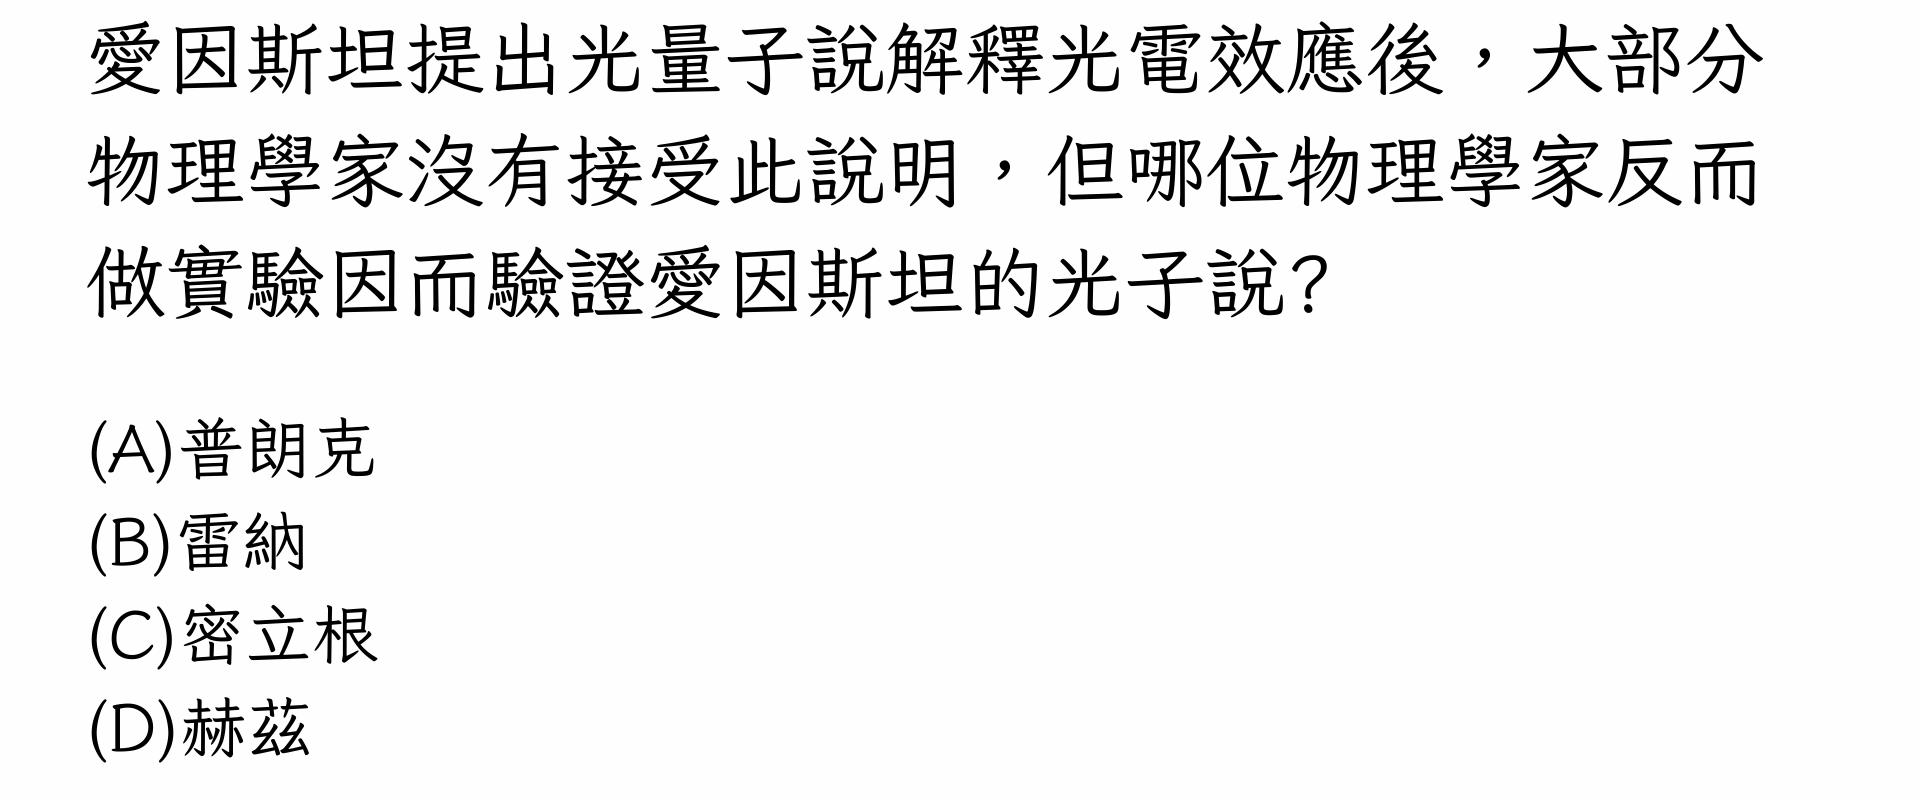 愛因斯坦提出光量子說解釋光電效應後，大部分
物理學家沒有接受此說明，但哪位物理學家反而
做實驗因而驗證愛因斯坦的光子說?
(A)普朗克
(B)雷納
(C)密立根
(D)赫茲